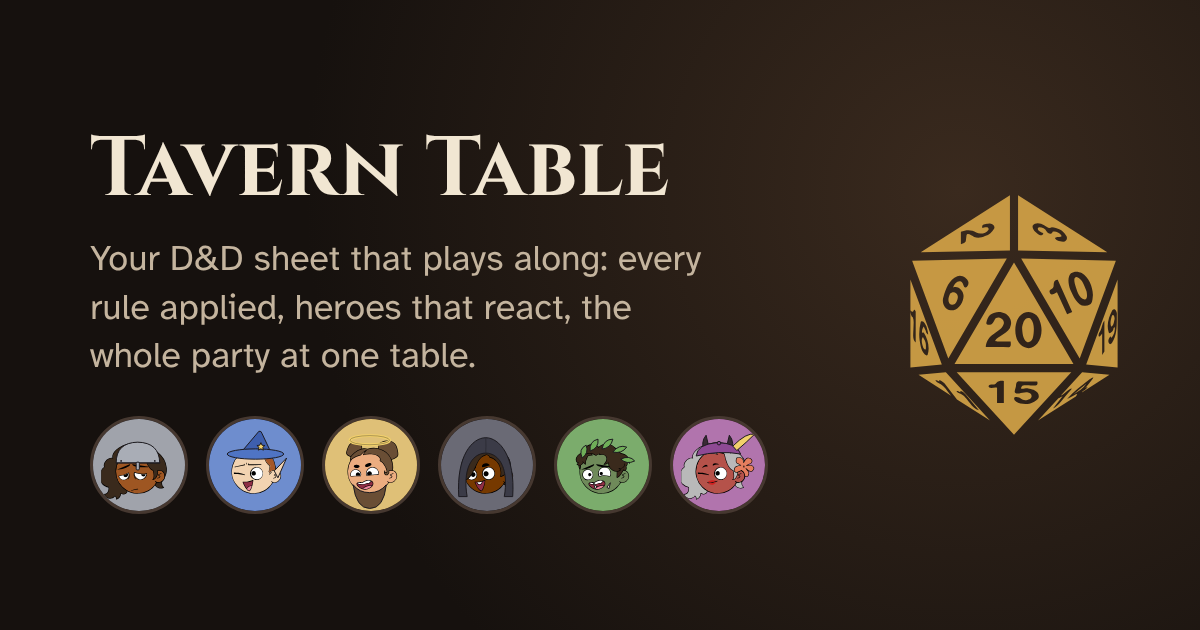 Tavern Table
Your D&D sheet that plays along: every
rule applied, heroes that react, the
whole party at one table.
2 3
6 10
16 20 19
15